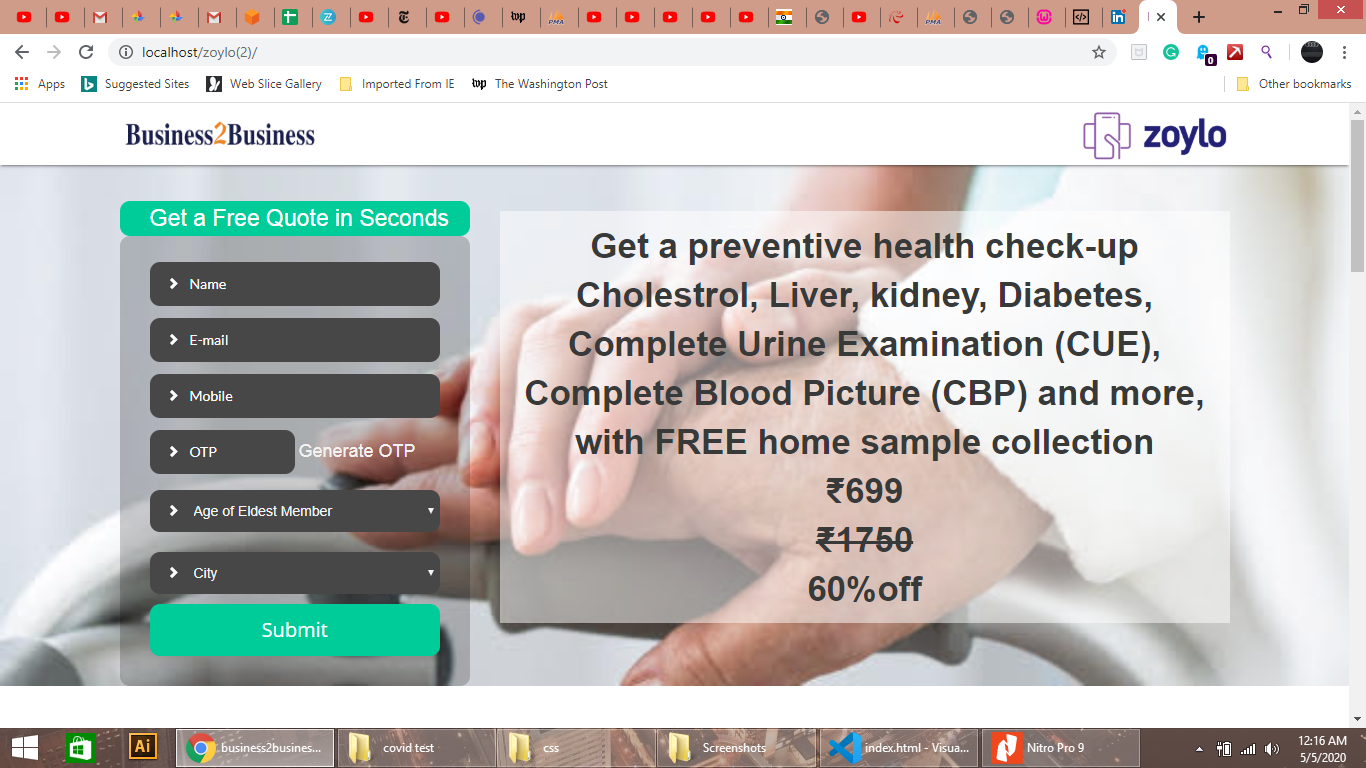 localhost/zoylo(2)/
0
Apps
Suggested Sites
Web Slice Gallery
Imported From IE
wp
The Washington Post
Other bookmarks
Business2Business
zoylo
Get a Free Quote in Seconds
Name
E-mail
Mobile
OTP
Generate OTP
Age of Eldest Member
City
Submit
Get a preventive health check-up
Cholestrol, Liver, kidney, Diabetes,
Complete Urine Examination (CUE),
Complete Blood Picture (CBP) and more,
with FREE home sample collection
₹699
₹1750
60%off
Ai
business2busines...
covid test
css
Screenshots
index.html - Visua...
Nitro Pro 9
12:16 AM
5/5/2020